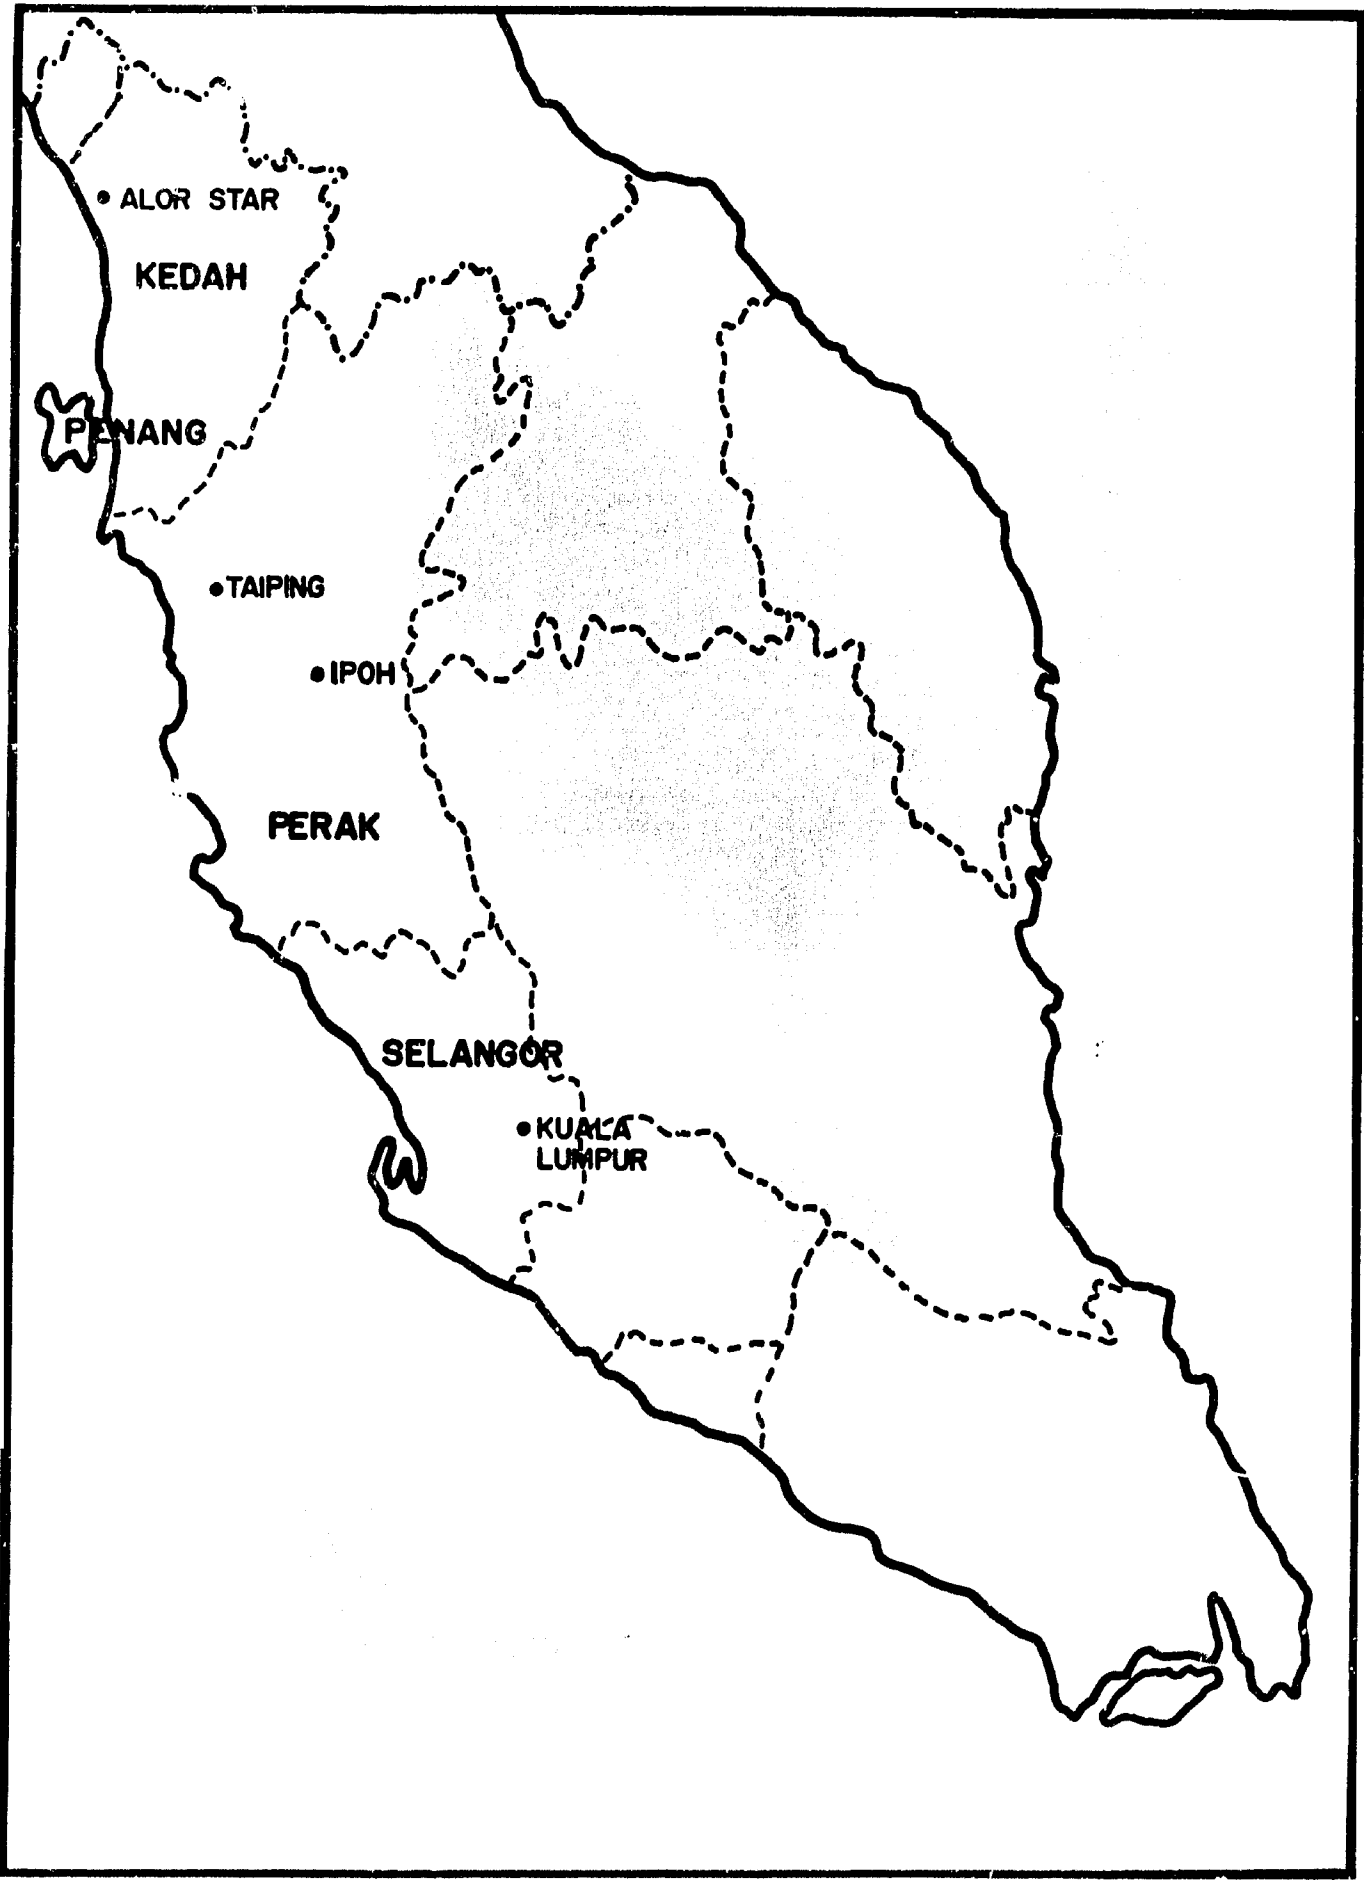 ALOR STAR
KEDAH
PENANG
TAIPING
IPOH
PERAK
SELANGOR
KUALA
LUMPUR